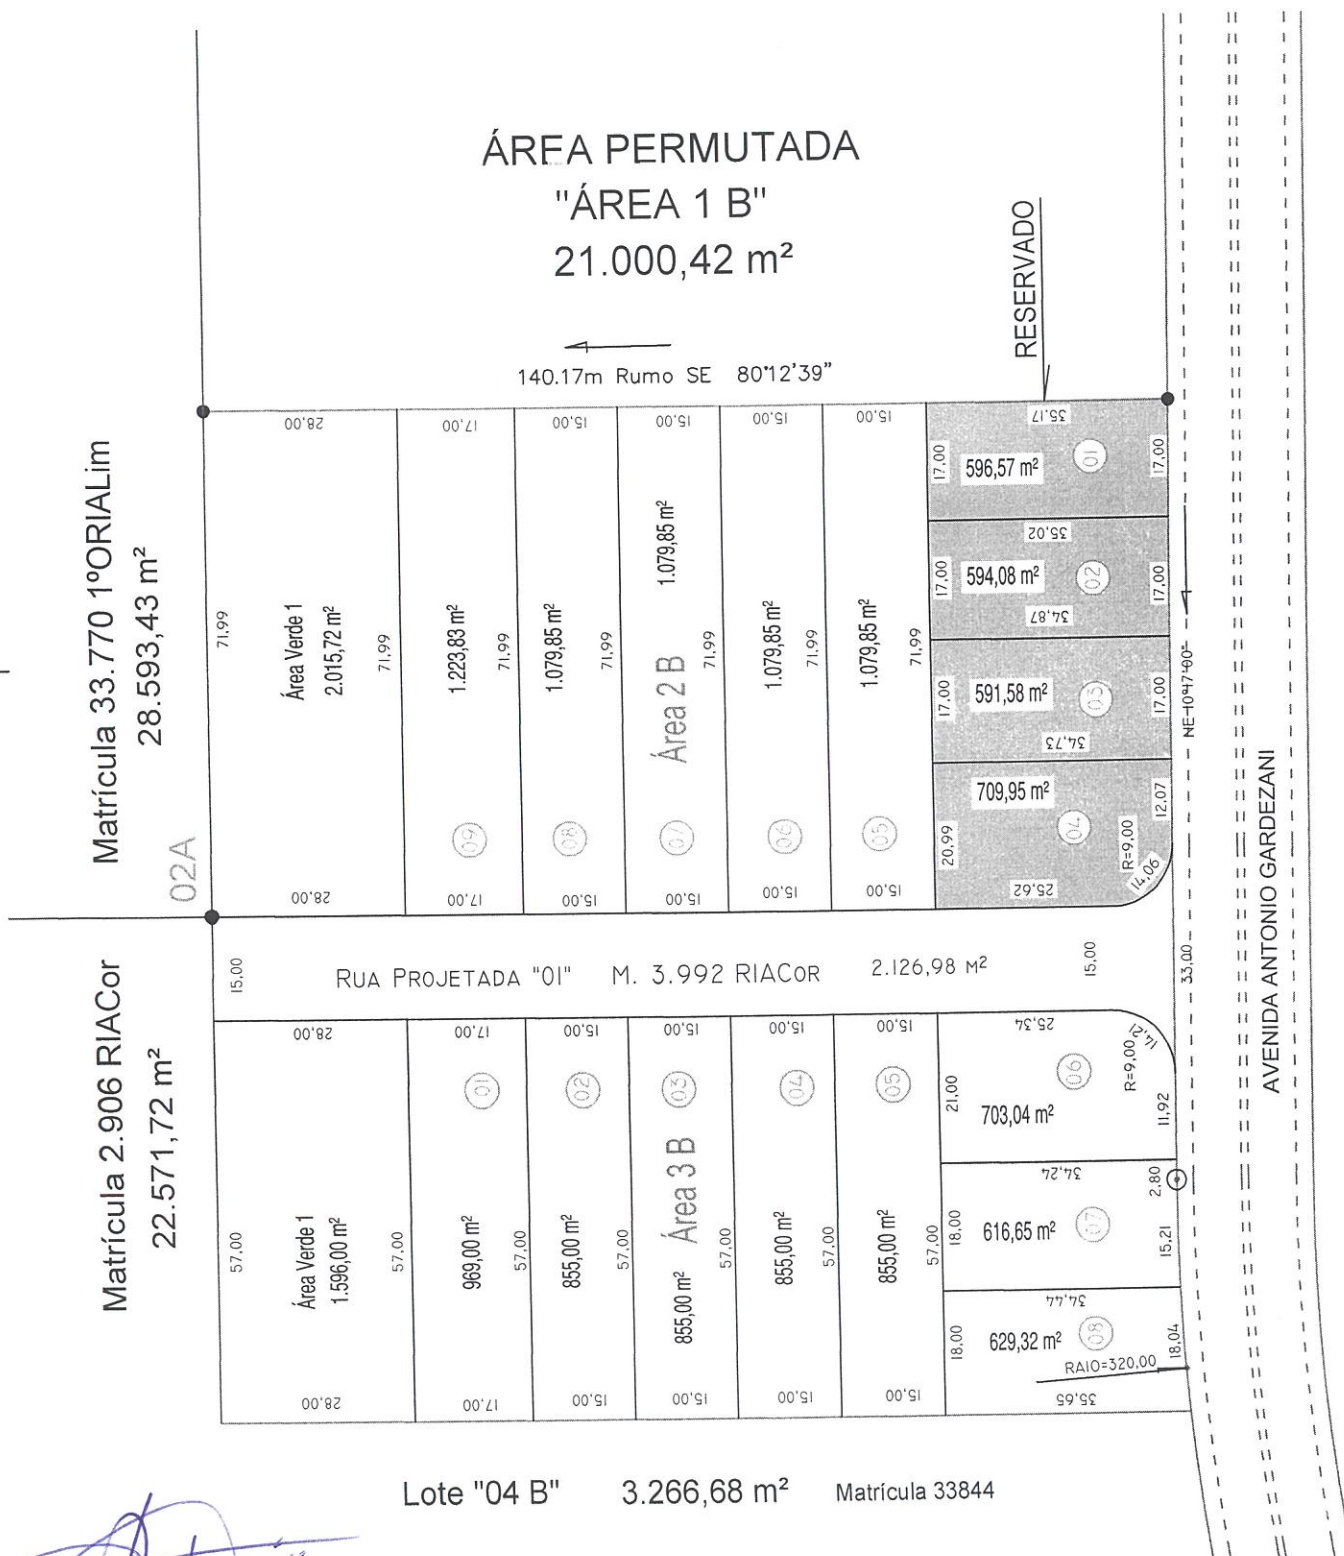 ÁREA PERMUTADA
"ÁREA 1 B"
21.000,42 m²
RESERVADO
140.17m Rumo SE 80°12'39"
Matrícula 33.770 1ºORIALim
28.593,43 m²
02A
28,00
17,00
15,00
15,00
15,00
15,00
35,17
71,99
Área Verde 1
2.015,72 m²
71,99
1.223,83 m²
71,99
1.079,85 m²
71,99
1.079,85 m²
Área 2 B
71,99
1.079,85 m²
71,99
1.079,85 m²
71,99
17,00
596,57 m²
01
17,00
35,02
17,00
594,08 m²
02
17,00
34,87
17,00
591,58 m²
03
17,00
34,73
20,99
709,95 m²
04
12,07
R=9,00
14,06
25,62
09
08
07
06
05
28,00
17,00
15,00
15,00
15,00
15,00
NE 10°47'00"
AVENIDA ANTONIO GARDEZANI
33,00
15,00
RUA PROJETADA "01" M. 3.992 RIACOR 2.126,98 M²
15,00
Matrícula 2.906 RIACor
22.571,72 m²
28,00
17,00
15,00
15,00
15,00
15,00
25,34
14,21
R=9,00
01
02
03
04
05
06
21,00
703,04 m²
11,92
34,24
2,80
57,00
Área Verde 1
1.596,00 m²
57,00
969,00 m²
57,00
855,00 m²
57,00
855,00 m²
Área 3 B
57,00
855,00 m²
57,00
855,00 m²
57,00
18,00
616,65 m²
07
15,21
34,44
18,00
629,32 m²
08
18,04
RAIO=320,00
28,00
17,00
15,00
15,00
15,00
15,00
35,65
Lote "04 B" 3.266,68 m² Matrícula 33844